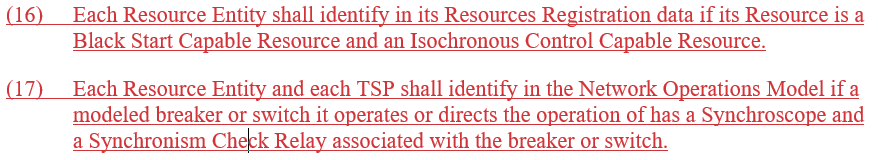 (16) Each Resource Entity shall identify in its Resources Registration data if its Resource is a
Black Start Capable Resource and an Isochronous Control Capable Resource.
(17) Each Resource Entity and each TSP shall identify in the Network Operations Model if a
modeled breaker or switch it operates or directs the operation of has a Synchroscope and
a Synchronism Check Relay associated with the breaker or switch.